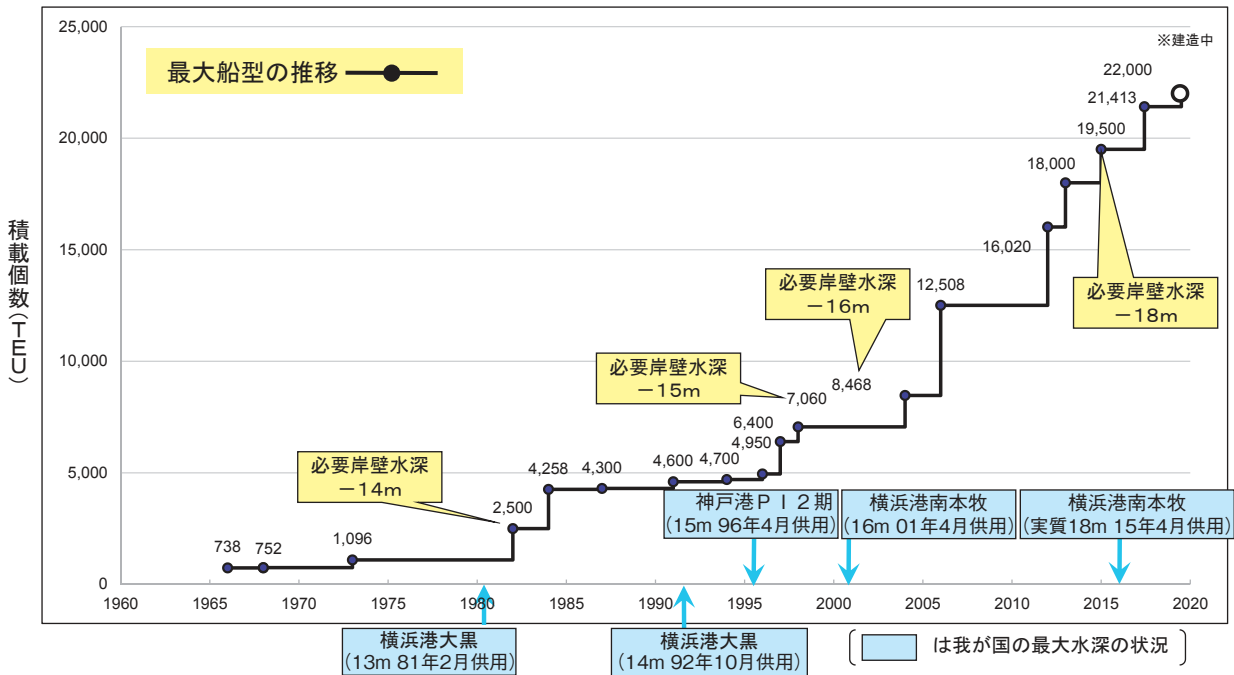 25,000
20,000
15,000
10,000
5,000
0
積載個数(TEU)
最大船型の推移
※建造中
22,000
21,413
19,500
18,000
16,020
12,508
8,468
7,060
6,400
4,950
4,700
4,600
4,300
4,258
2,500
1,096
752
738
必要岸壁水深
-14m
必要岸壁水深
-15m
必要岸壁水深
-16m
必要岸壁水深
-18m
神戸港PI2期
(15m 96年4月供用)
横浜港南本牧
(16m 01年4月供用)
横浜港南本牧
(実質18m 15年4月供用)
1960 1965 1970 1975 1980 1985 1990 1995 2000 2005 2010 2015 2020
横浜港大黒
(13m 81年2月供用)
横浜港大黒
(14m 92年10月供用)
は我が国の最大水深の状況